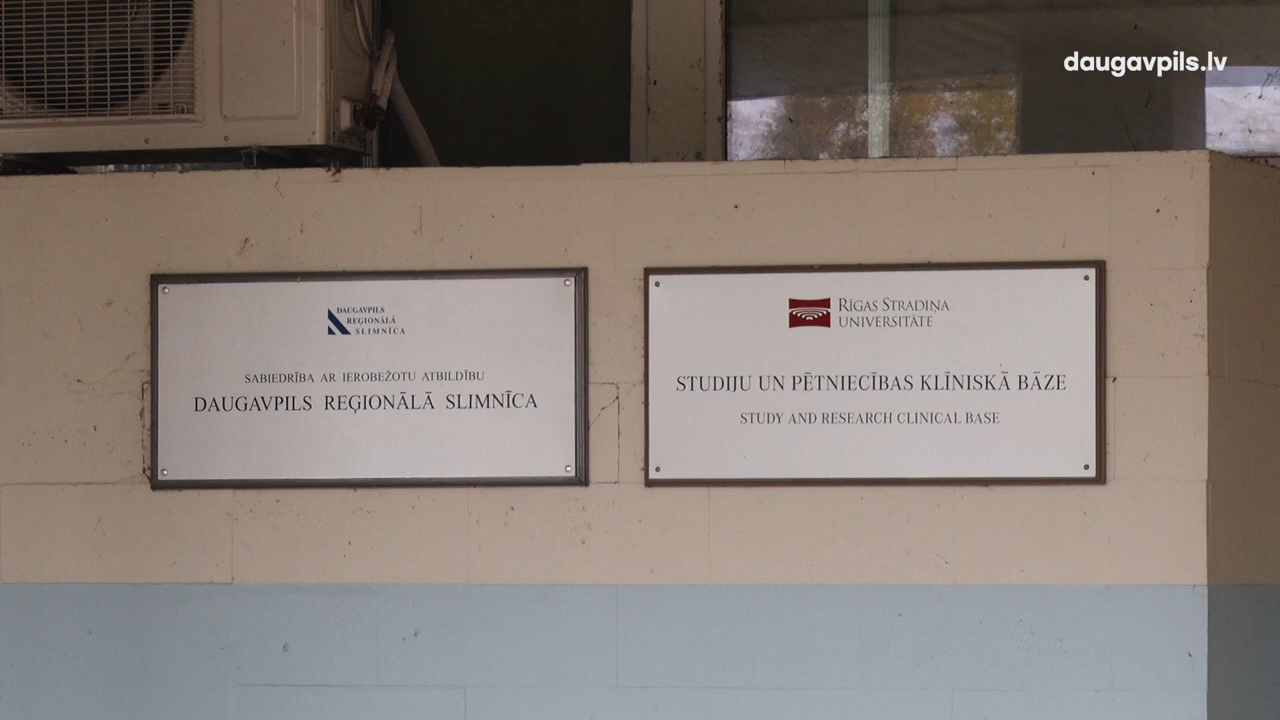 daugavpils.lv
DAUGAVPILS
REĢIONĀLĀ
SLIMNĪCA
SABIEDRĪBA AR IEROBEŽOTU ATBILDĪBU
DAUGAVPILS REĢIONĀLĀ SLIMNĪCA
RĪGAS STRADIŅA
UNIVERSITĀTE
STUDIJU UN PĒTNIECĪBAS KLĪNISKĀ BĀZE
STUDY AND RESEARCH CLINICAL BASE